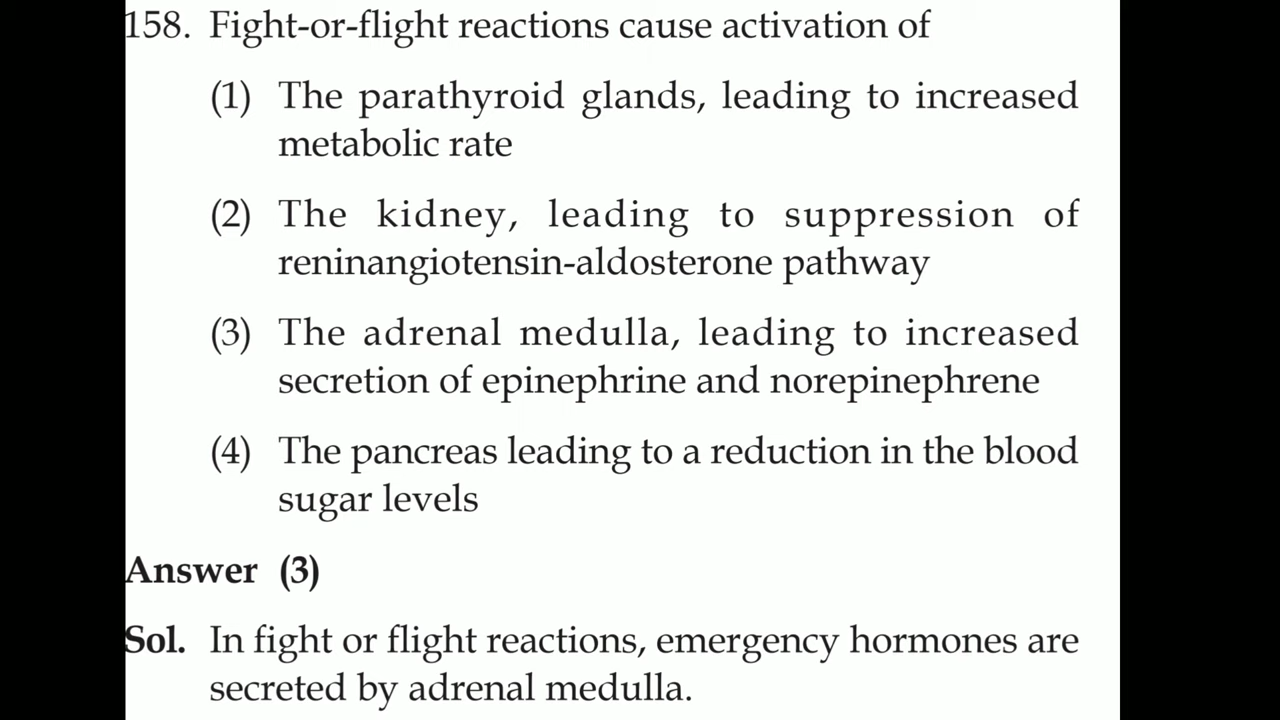 158. Fight-or-flight reactions cause activation of
(1) The parathyroid glands, leading to increased
metabolic rate
(2) The kidney, leading to suppression of
reninangiotensin-aldosterone pathway
(3) The adrenal medulla, leading to increased
secretion of epinephrine and norepinephrene
(4) The pancreas leading to a reduction in the blood
sugar levels
Answer (3)
Sol. In fight or flight reactions, emergency hormones are
secreted by adrenal medulla.